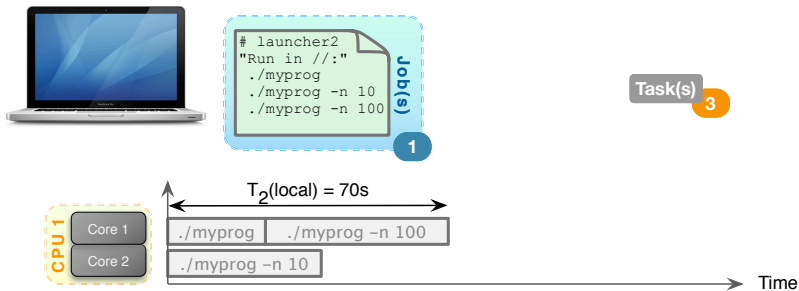 # launcher2
"Run in //:"
./myprog
./myprog -n 10
./myprog -n 100
Job(s)
1
Task(s)
3
T2(local) = 70s
CPU 1
Core 1
./myprog
./myprog -n 100
Core 2
./myprog -n 10
Time